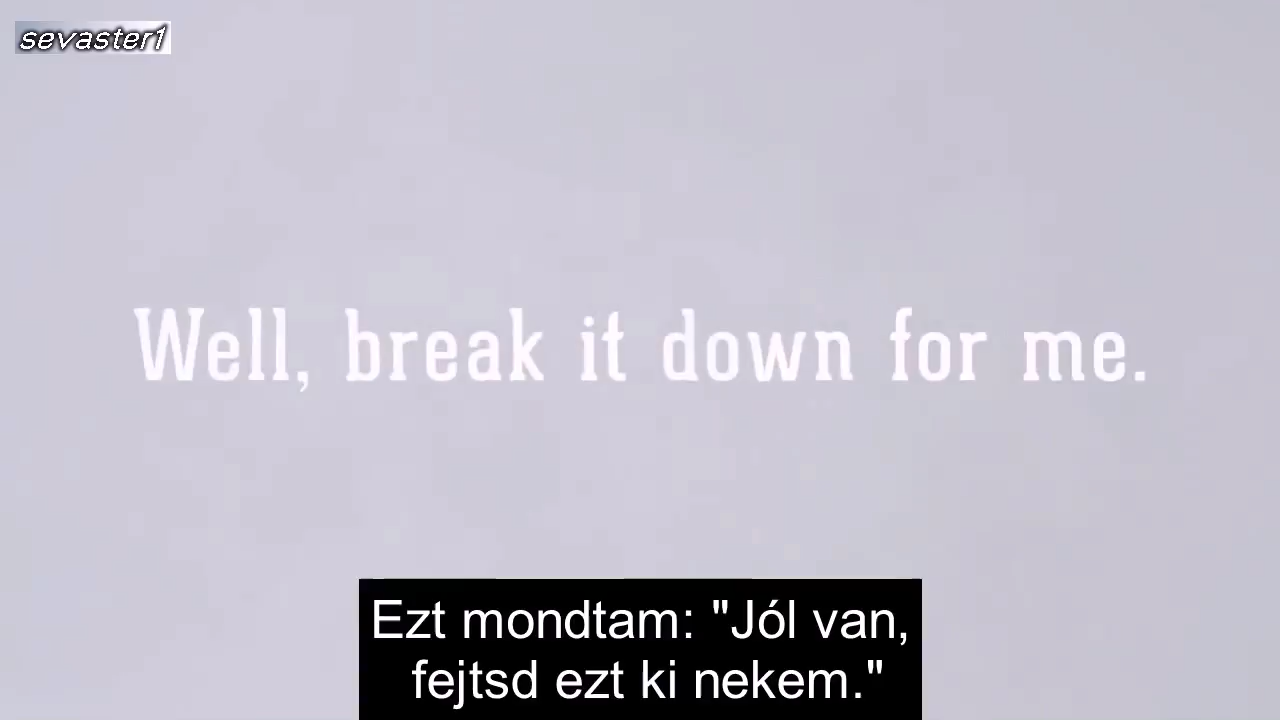 sevaster1
Well, break it down for me.
Ezt mondtam: "Jól van,
fejtsd ezt ki nekem."